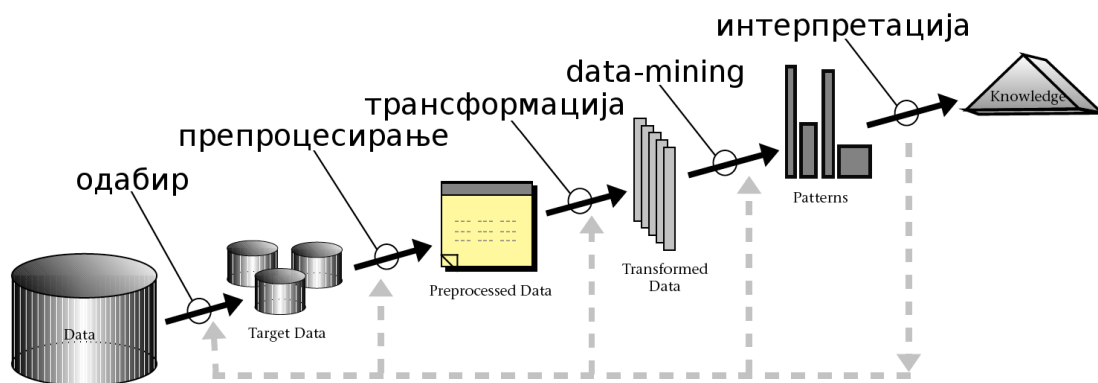 интерпретација
data-mining
Knowledge
трансформација
препроцесирање
Patterns
одабир
Transformed
Data
Preprocessed Data
Target Data
Data